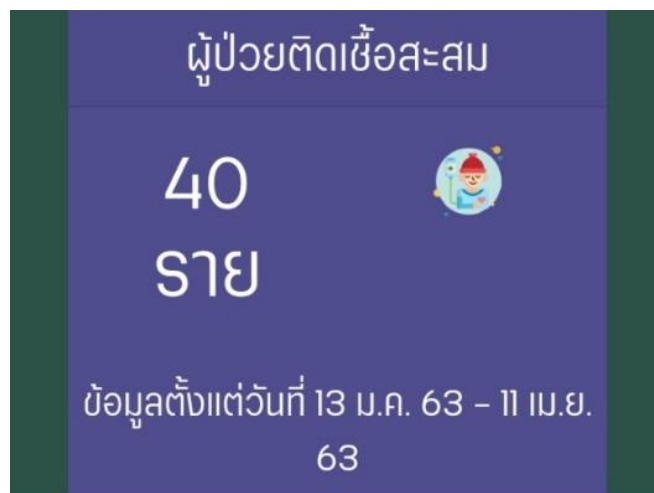 ผู้ป่วยติดเชื้อสะสม
40
ราย
ข้อมูลตั้งแต่วันที่ 13 ม.ค. 63 - 11 เม.ย.
63